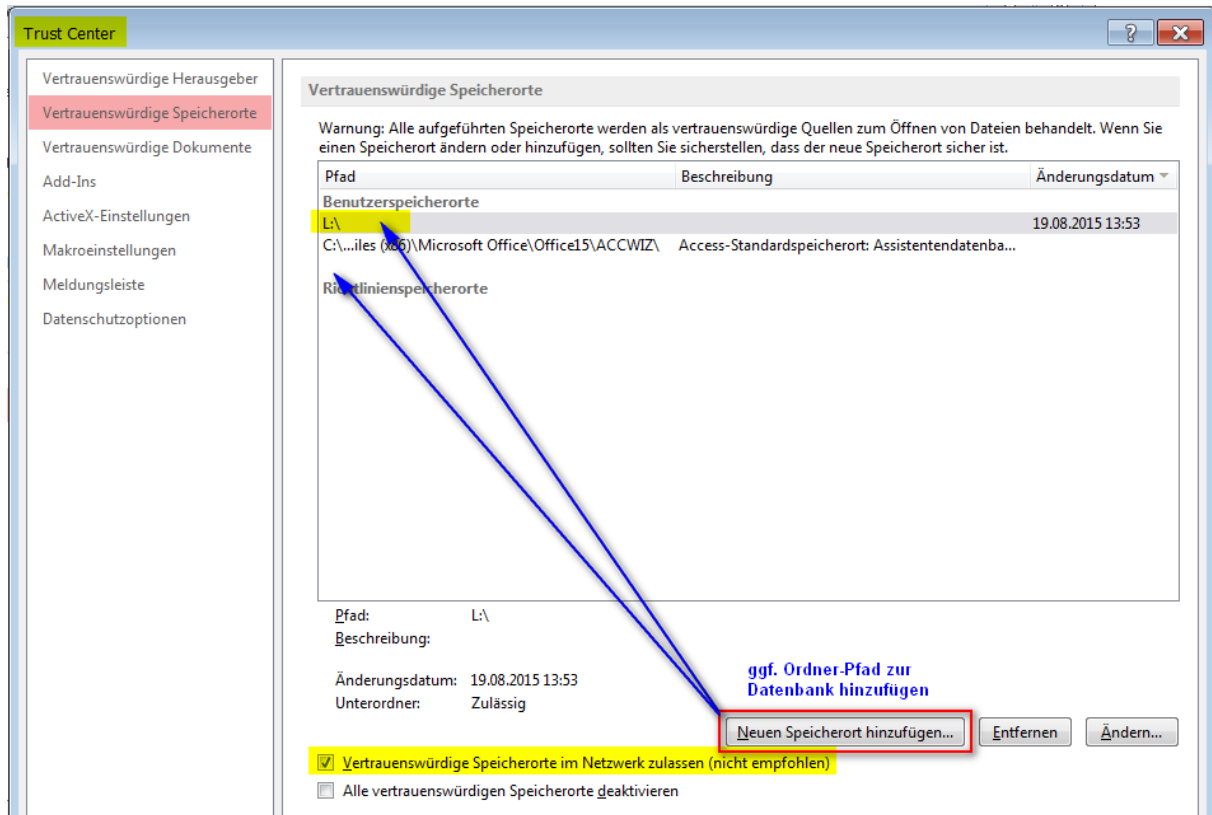 Trust Center
Vertrauenswürdige Herausgeber
Vertrauenswürdige Speicherorte
Vertrauenswürdige Dokumente
Add-Ins
ActiveX-Einstellungen
Makroeinstellungen
Meldungsleiste
Datenschutzoptionen
Vertrauenswürdige Speicherorte
Warnung: Alle aufgeführten Speicherorte werden als vertrauenswürdige Quellen zum Öffnen von Dateien behandelt. Wenn Sie
einen Speicherort ändern oder hinzufügen, sollten Sie sicherstellen, dass der neue Speicherort sicher ist.
Pfad Beschreibung Änderungsdatum
Benutzerspeicherorte
L:\ 19.08.2015 13:53
C:\...iles (x86)\Microsoft Office\Office15\ACCWIZ\ Access-Standardspeicherort: Assistentendatenba...
Richtlinienspeicherorte
Pfad: L:\
Beschreibung:
Änderungsdatum: 19.08.2015 13:53
Unterordner: Zulässig
ggf. Ordner-Pfad zur
Datenbank hinzufügen
Neuen Speicherort hinzufügen... Entfernen Ändern...
Vertrauenswürdige Speicherorte im Netzwerk zulassen (nicht empfohlen)
Alle vertrauenswürdigen Speicherorte deaktivieren